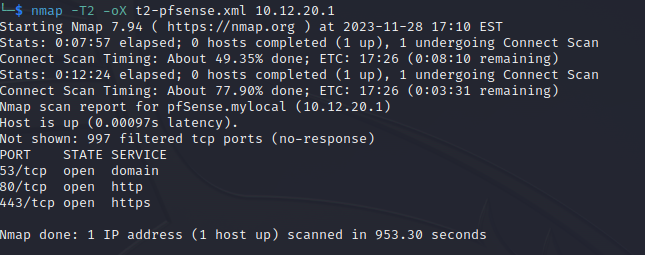 └─$ nmap -T2 -oX t2-pfsense.xml 10.12.20.1
Starting Nmap 7.94 ( https://nmap.org ) at 2023-11-28 17:10 EST
Stats: 0:07:57 elapsed; 0 hosts completed (1 up), 1 undergoing Connect Scan
Connect Scan Timing: About 49.35% done; ETC: 17:26 (0:08:10 remaining)
Stats: 0:12:24 elapsed; 0 hosts completed (1 up), 1 undergoing Connect Scan
Connect Scan Timing: About 77.90% done; ETC: 17:26 (0:03:31 remaining)
Nmap scan report for pfSense.mylocal (10.12.20.1)
Host is up (0.00097s latency).
Not shown: 997 filtered tcp ports (no-response)
PORT    STATE SERVICE
53/tcp  open  domain
80/tcp  open  http
443/tcp open  https

Nmap done: 1 IP address (1 host up) scanned in 953.30 seconds